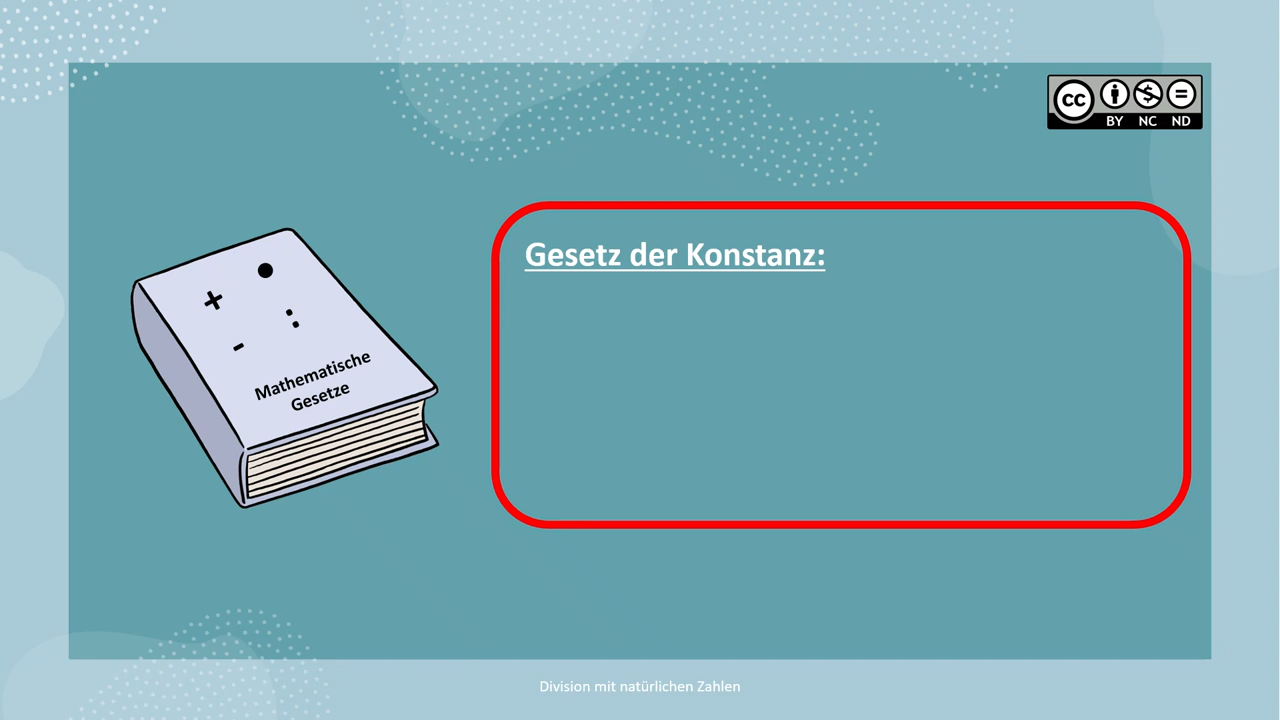 CC
BY NC ND
Gesetz der Konstanz:
+ •
- :
Mathematische
Gesetze
Division mit natürlichen Zahlen